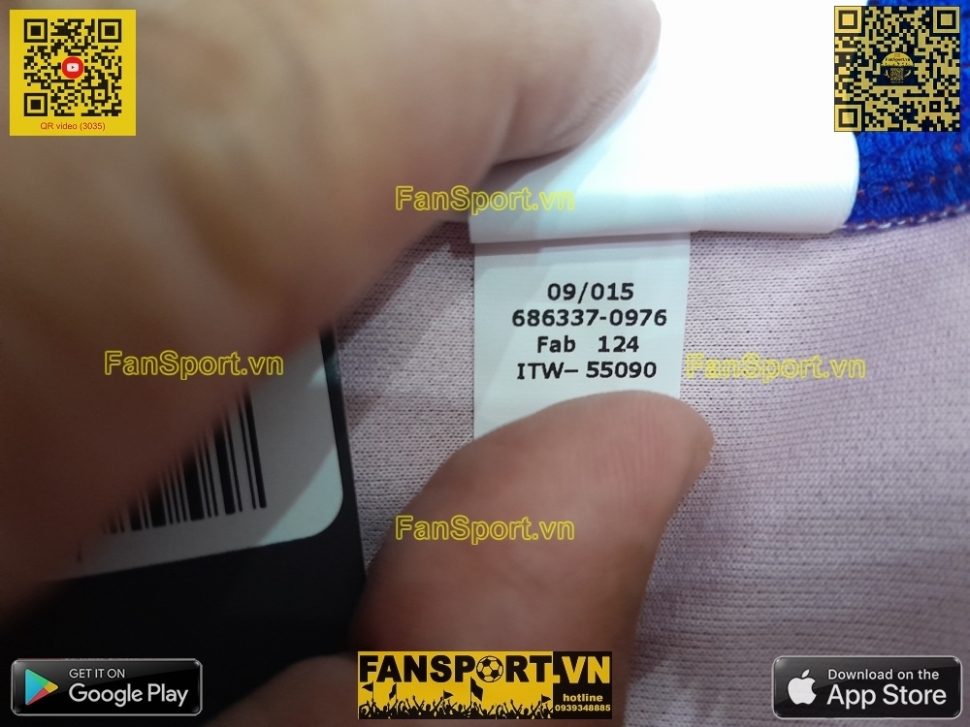 QR video (3035)
FanSport.vn
09/015
686337-0976
Fab 124
ITW– 55090
FanSport.vn
FanSport.vn
FanSport.vn
GET IT ON
Google Play
FANSPORT.VN
hotline
0939348885
Download on the
App Store